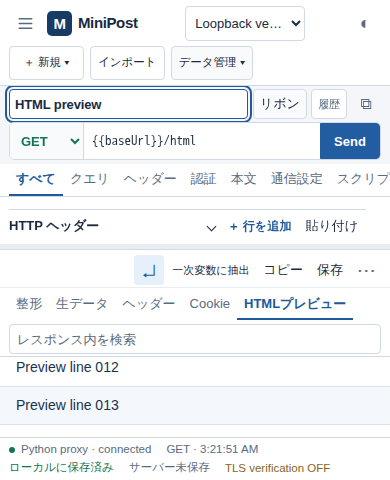 M MiniPost Loopback ve…
+ 新規 ▾ インポート データ管理 ▾
HTML preview リボン 履歴
GET {{baseUrl}}/html Send
すべて クエリ ヘッダー 認証 本文 通信設定 スクリプ
HTTP ヘッダー + 行を追加 貼り付け
一次変数に抽出 コピー 保存 ···
整形 生データ ヘッダー Cookie HTMLプレビュー
レスポンス内を検索
Preview line 012
Preview line 013
Python proxy · connected GET · 3:21:51 AM
ローカルに保存済み サーバー未保存 TLS verification OFF